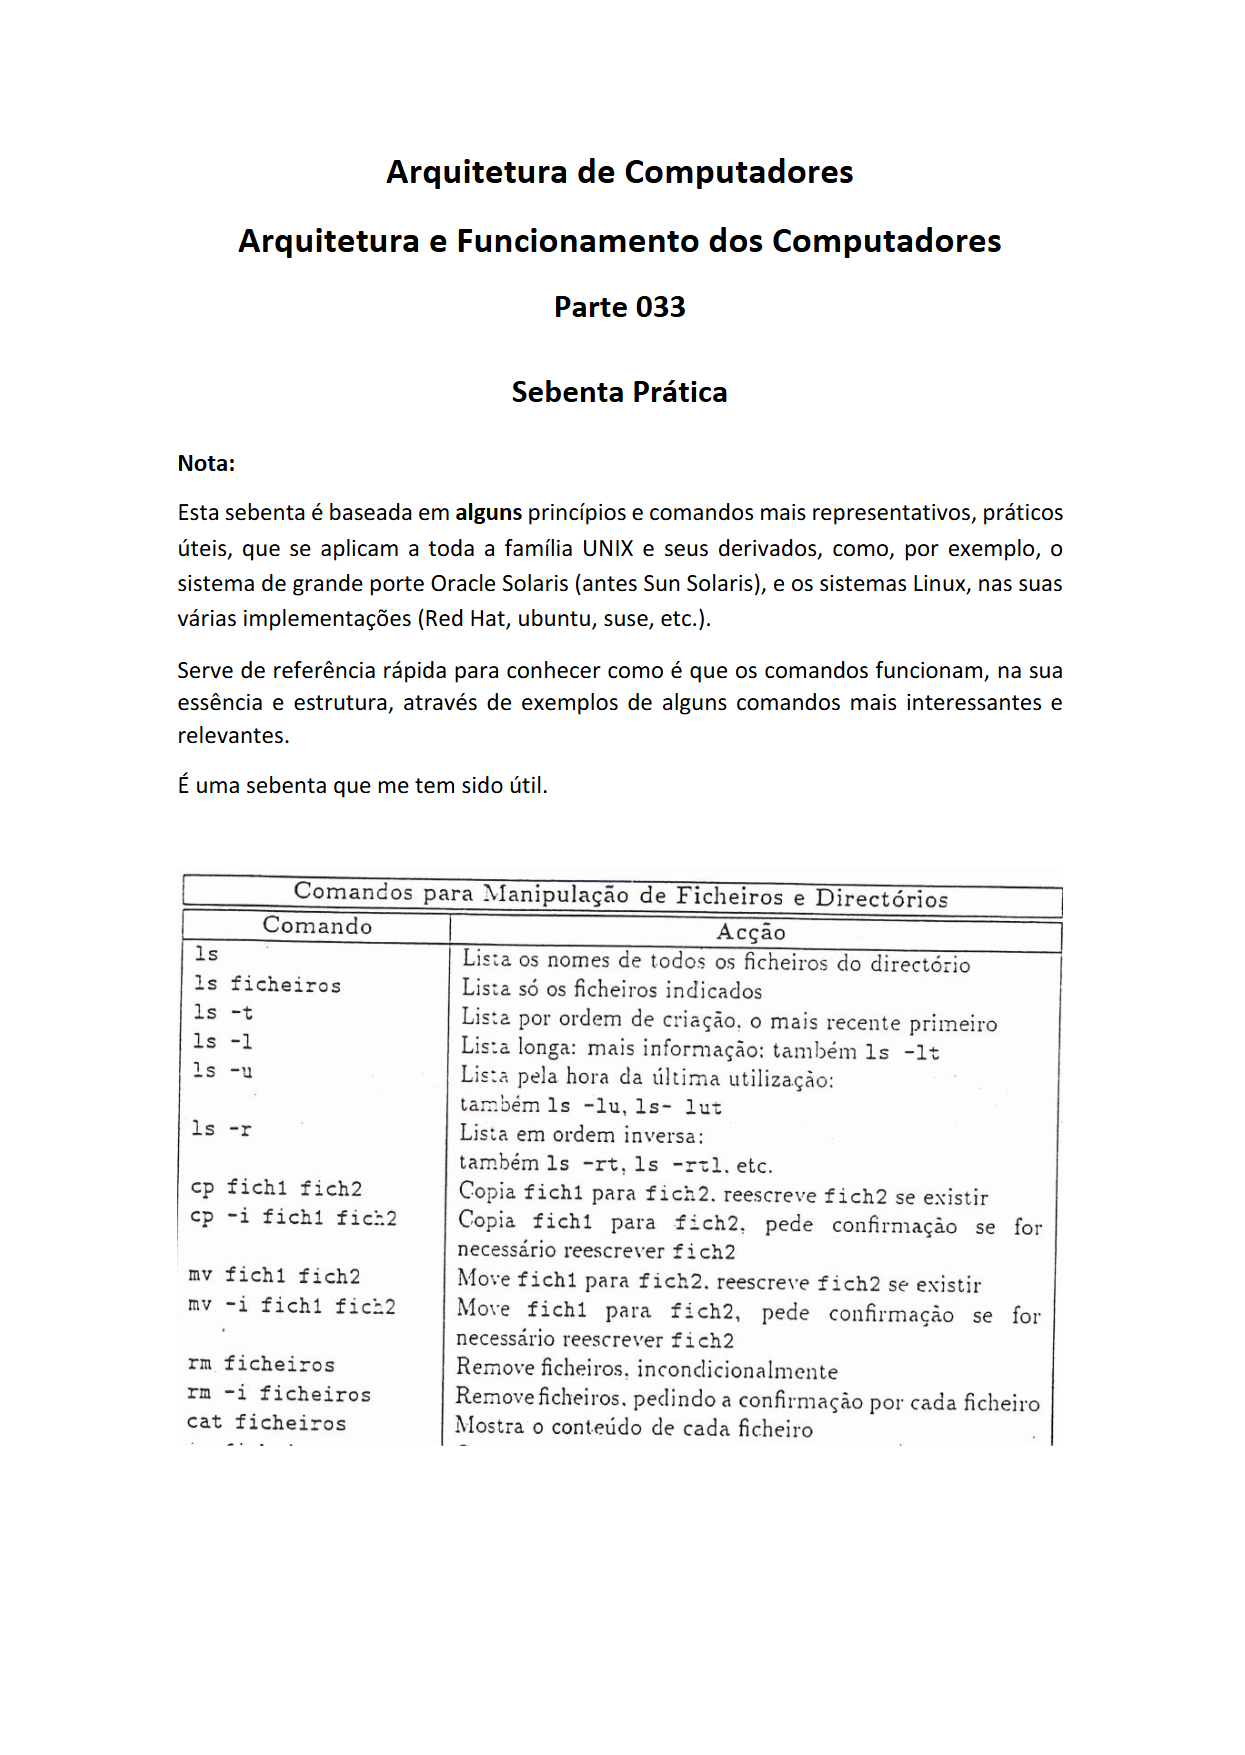 Arquitetura de Computadores
Arquitetura e Funcionamento dos Computadores
Parte 033
Sebenta Prática
Nota:
Esta sebenta é baseada em alguns princípios e comandos mais representativos, práticos
úteis, que se aplicam a toda a família UNIX e seus derivados, como, por exemplo, o
sistema de grande porte Oracle Solaris (antes Sun Solaris), e os sistemas Linux, nas suas
várias implementações (Red Hat, ubuntu, suse, etc.).
Serve de referência rápida para conhecer como é que os comandos funcionam, na sua
essência e estrutura, através de exemplos de alguns comandos mais interessantes e
relevantes.
É uma sebenta que me tem sido útil.
Comandos para Manipulação de Ficheiros e Directórios
Comando Acção
ls Lista os nomes de todos os ficheiros do directório
ls ficheiros Lista só os ficheiros indicados
ls -t Lista por ordem de criação, o mais recente primeiro
ls -l Lista longa: mais informação; também ls -lt
ls -u Lista pela hora da última utilização;
também ls -lu, ls- lut
ls -r Lista em ordem inversa;
também ls -rt, ls -rtl, etc.
cp fich1 fich2 Copia fich1 para fich2, reescreve fich2 se existir
cp -i fich1 fich2 Copia fich1 para fich2, pede confirmação se for
necessário reescrever fich2
mv fich1 fich2 Move fich1 para fich2, reescreve fich2 se existir
mv -i fich1 fich2 Move fich1 para fich2, pede confirmação se for
necessário reescrever fich2
rm ficheiros Remove ficheiros, incondicionalmente
rm -i ficheiros Remove ficheiros, pedindo a confirmação por cada ficheiro
cat ficheiros Mostra o conteúdo de cada ficheiro